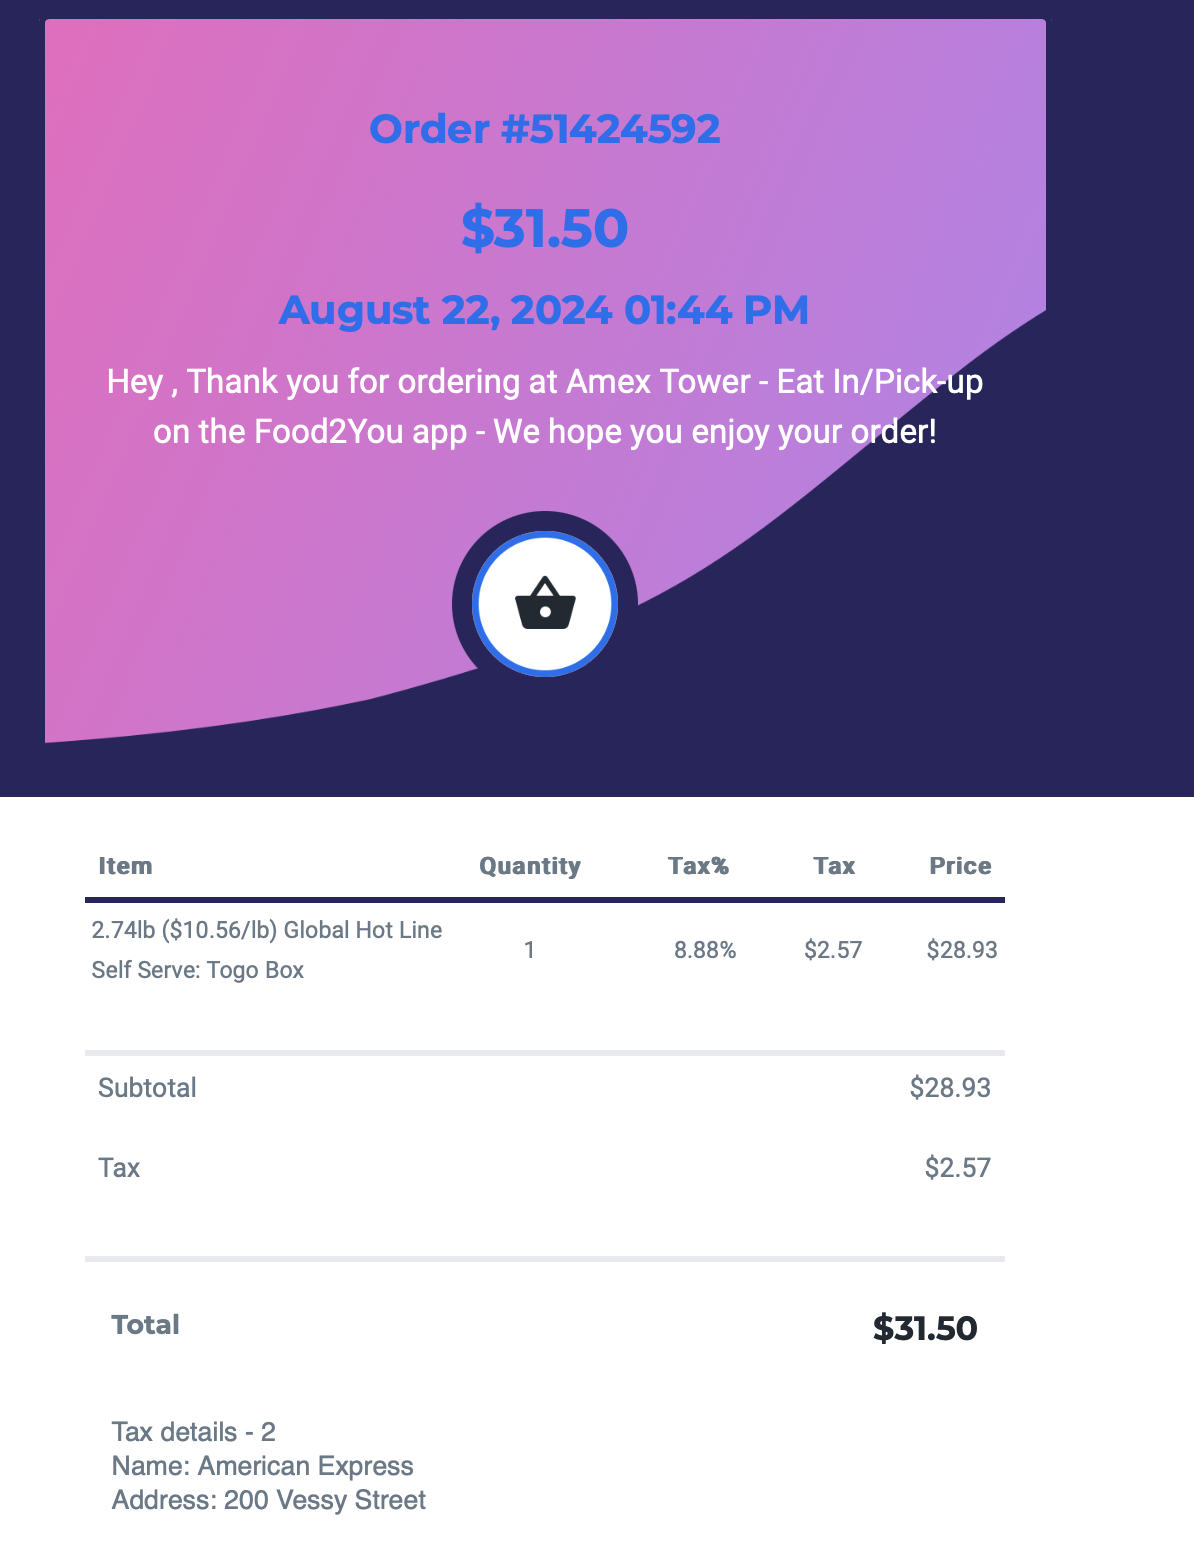 Order #51424592
$31.50
August 22, 2024 01:44 PM
Hey , Thank you for ordering at Amex Tower - Eat In/Pick-up
on the Food2You app - We hope you enjoy your order!
Item Quantity Tax% Tax Price
2.74lb ($10.56/lb) Global Hot Line
Self Serve: Togo Box 1 8.88% $2.57 $28.93
Subtotal $28.93
Tax $2.57
Total $31.50
Tax details - 2
Name: American Express
Address: 200 Vessy Street